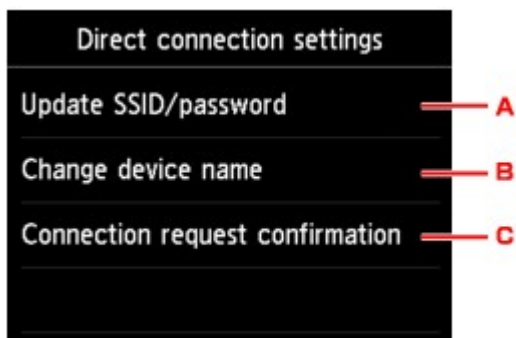 Direct connection settings
Update SSID/password A
Change device name B
Connection request confirmation C